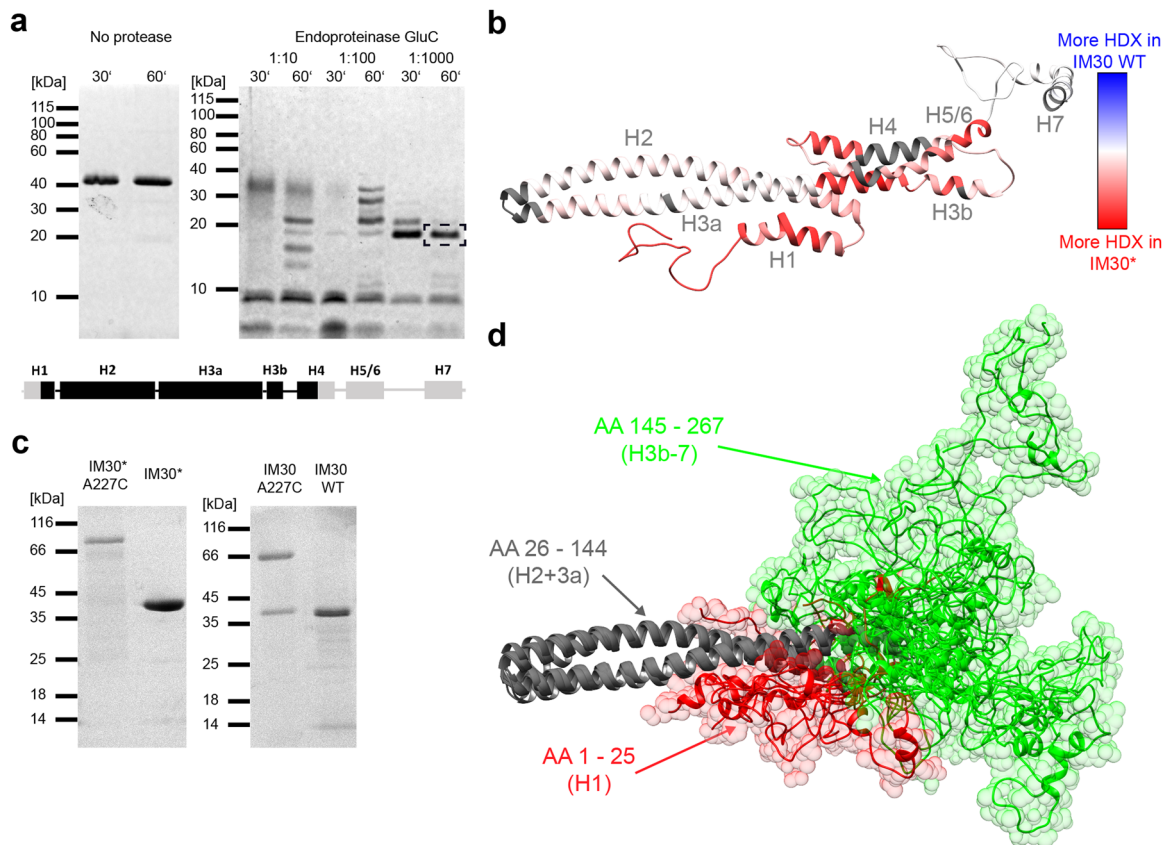 a
No protease
Endoproteinase GluC
1:10 1:100 1:1000
[kDa] 30‘ 60‘ [kDa] 30‘ 60‘ 30‘ 60‘ 30‘ 60‘
115 115
100 100
80 80
60 60
40 40
30 30
20 20
10 10
H1 H2 H3a H3b H4 H5/6 H7
b
More HDX in
IM30 WT
H7
H5/6
H4
H2
H3b
H3a
H1
More HDX in
IM30*
c
IM30*
A227C
IM30*
IM30
A227C
IM30
WT
[kDa] [kDa]
116 116
66 66
45 45
35 35
25 25
18 18
14 14
d
AA 145 - 267
(H3b-7)
AA 26 - 144
(H2+3a)
AA 1 - 25
(H1)